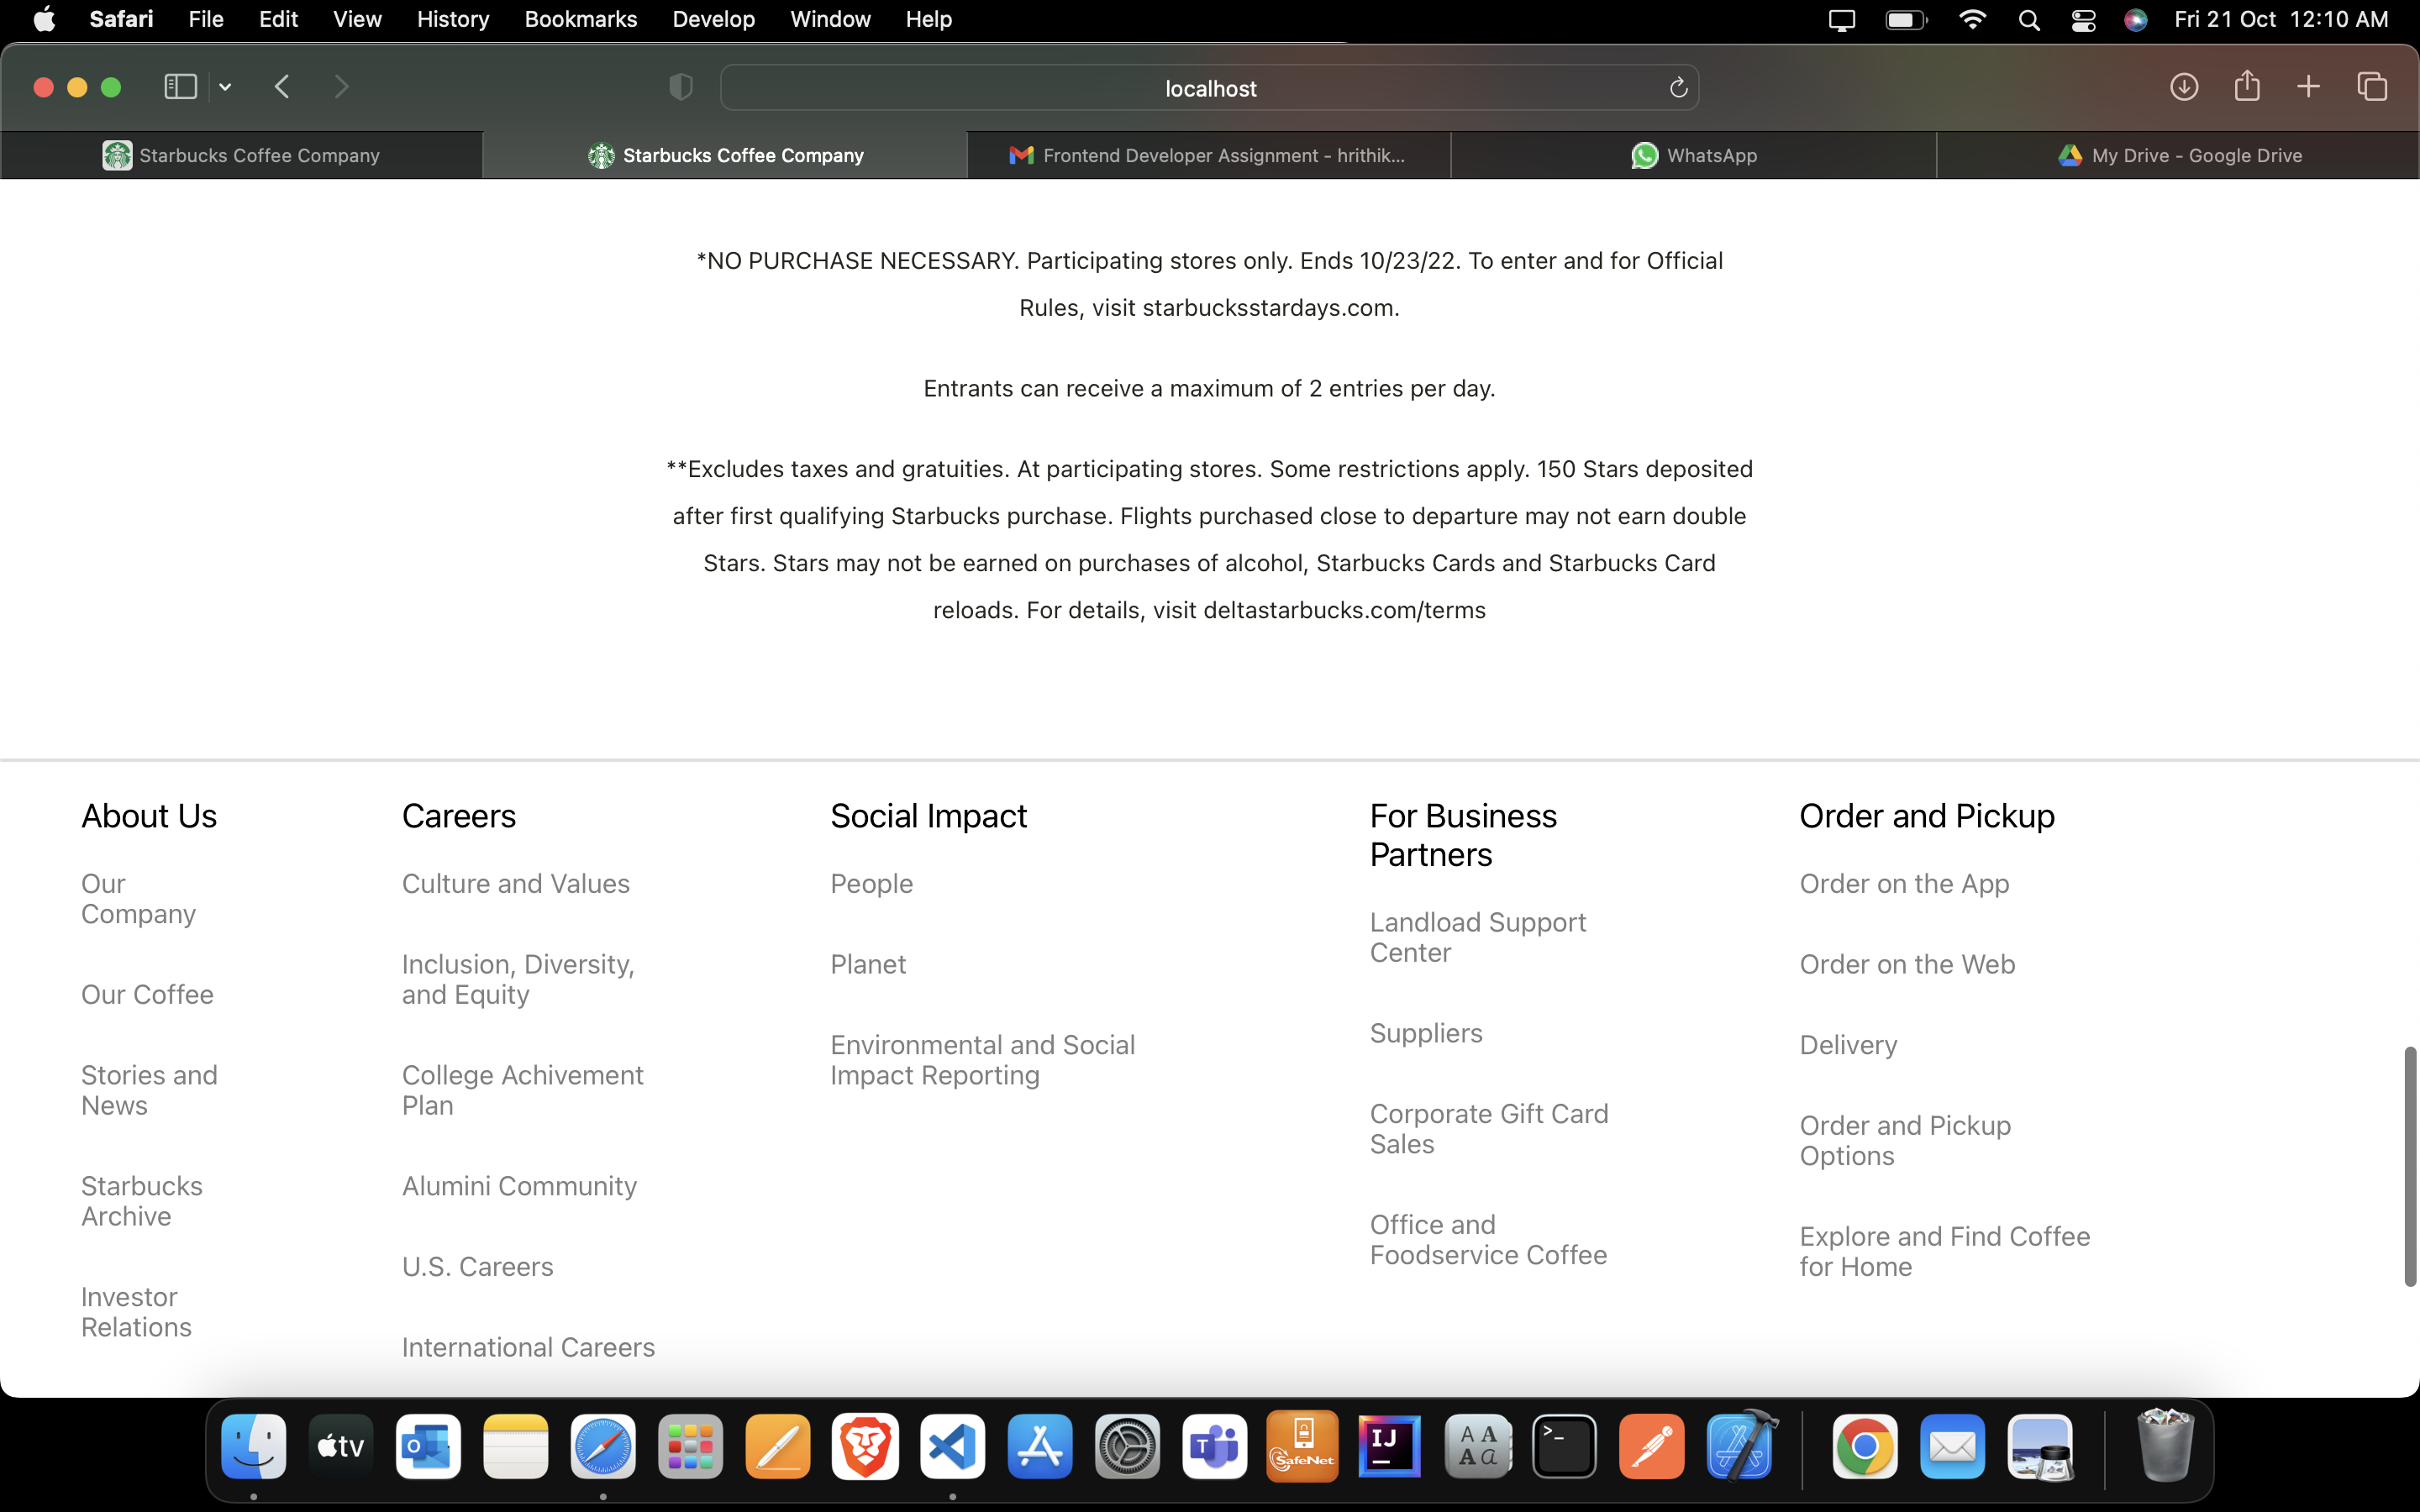 Safari File Edit View History Bookmarks Develop Window Help Fri 21 Oct 12:10 AM
localhost
Starbucks Coffee Company Starbucks Coffee Company Frontend Developer Assignment - hrithik... WhatsApp My Drive - Google Drive
*NO PURCHASE NECESSARY. Participating stores only. Ends 10/23/22. To enter and for Official
Rules, visit starbucksstardays.com.
Entrants can receive a maximum of 2 entries per day.
**Excludes taxes and gratuities. At participating stores. Some restrictions apply. 150 Stars deposited
after first qualifying Starbucks purchase. Flights purchased close to departure may not earn double
Stars. Stars may not be earned on purchases of alcohol, Starbucks Cards and Starbucks Card
reloads. For details, visit deltastarbucks.com/terms
About Us
Our
Company
Our Coffee
Stories and
News
Starbucks
Archive
Investor
Relations
Careers
Culture and Values
Inclusion, Diversity,
and Equity
College Achivement
Plan
Alumini Community
U.S. Careers
International Careers
Social Impact
People
Planet
Environmental and Social
Impact Reporting
For Business
Partners
Landload Support
Center
Suppliers
Corporate Gift Card
Sales
Office and
Foodservice Coffee
Order and Pickup
Order on the App
Order on the Web
Delivery
Order and Pickup
Options
Explore and Find Coffee
for Home
tv
O
T
SafeNet
IJ
A A
A a
>_